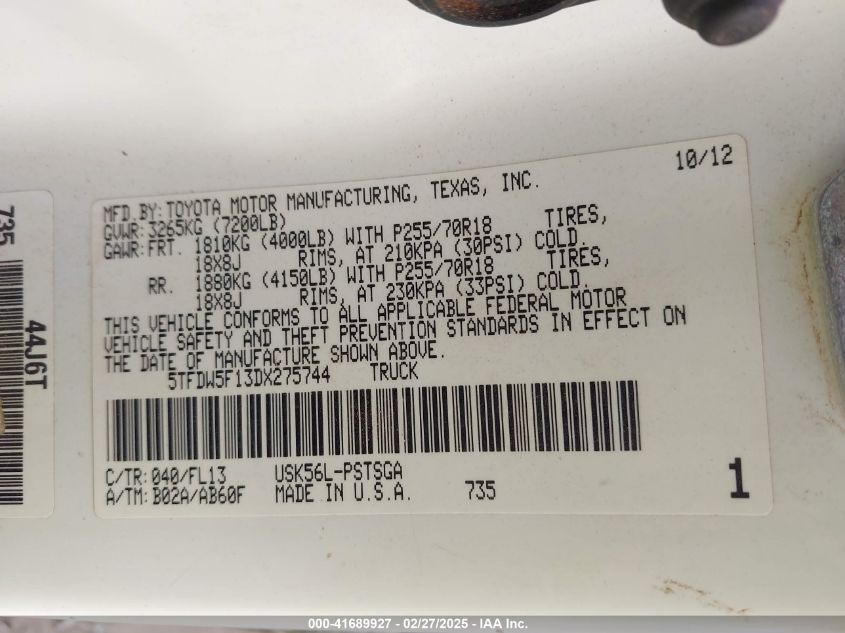 10/12
MFD.BY:TOYOTA MOTOR MANUFACTURING, TEXAS, INC.
GVWR:3265KG (7200LB)
GAWR:FRT. 1810KG (4000LB) WITH P255/70R18 TIRES,
18X8J RIMS, AT 210KPA (30PSI) COLD.
RR. 1880KG (4150LB) WITH P255/70R18 TIRES,
18X8J RIMS, AT 230KPA (33PSI) COLD.
THIS VEHICLE CONFORMS TO ALL APPLICABLE FEDERAL MOTOR
VEHICLE SAFETY AND THEFT PREVENTION STANDARDS IN EFFECT ON
THE DATE OF MANUFACTURE SHOWN ABOVE.
5TFDW5F13DX275744 TRUCK
C/TR:040/FL13 USK56L-PSTSGA
A/TM:B02A/AB60F MADE IN U.S.A. 735
1
735
44J6T
000-41689927 - 02/27/2025 - IAA Inc.